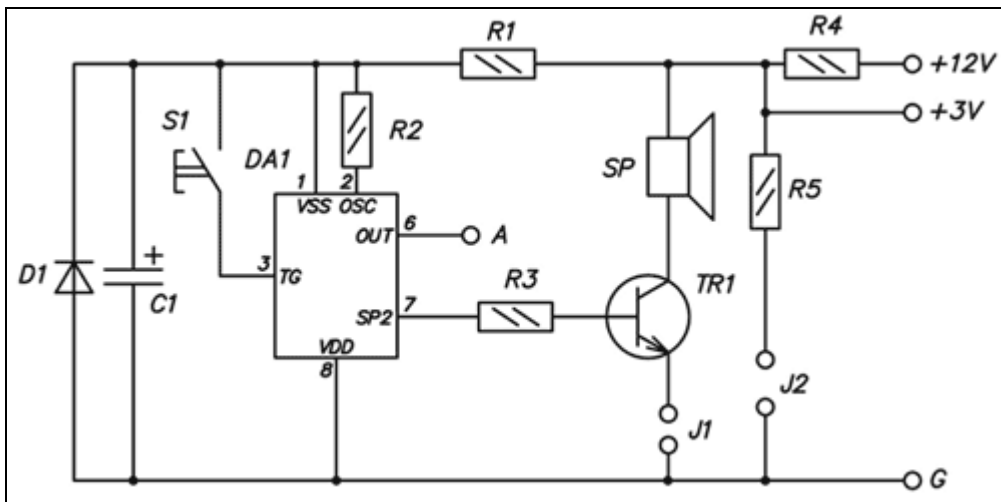 R1
R4
+12V
+3V
S1
DA1
R2
SP
R5
1
2
VSS
OSC
6
OUT
A
3
TG
D1
+
C1
R3
TR1
7
SP2
VDD
8
J2
J1
G